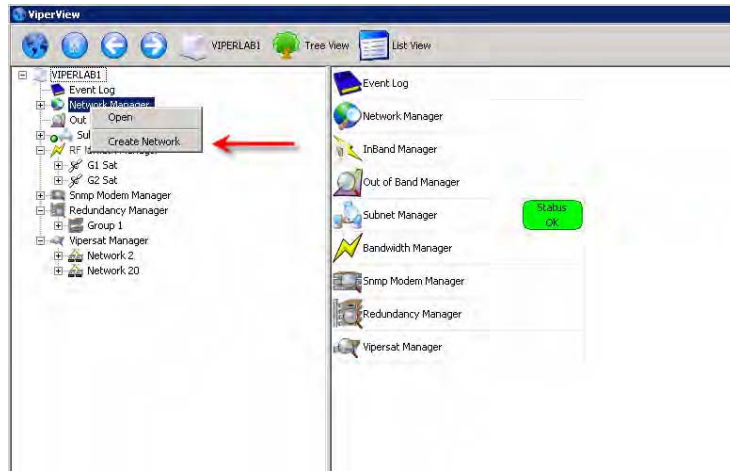 ViperView
VIPERLAB1 Tree View List View
VIPERLAB1
Event Log
Network Manager
Out
Open
Create Network
G1 Sat
G2 Sat
Snmp Modem Manager
Redundancy Manager
Group 1
Vipersat Manager
Network 2
Network 20
Event Log
Network Manager
InBand Manager
Out of Band Manager
Subnet Manager
Status
Ok
Bandwidth Manager
Snmp Modem Manager
Redundancy Manager
Vipersat Manager